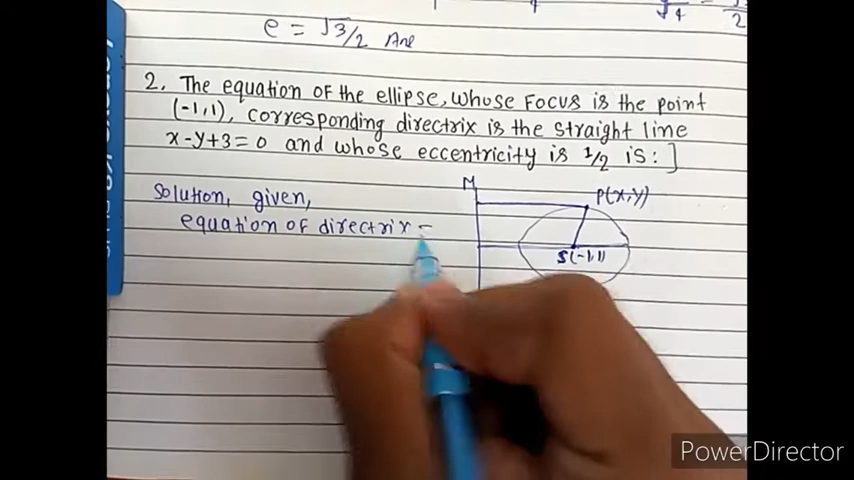 e = √3/2 Ans
2. The equation of the ellipse, whose focus is the point
(-1,1), corresponding directrix is the straight line
x-y+3=0 and whose eccentricity is 1/2 is:]
Solution, given,
equation of directrix =
M
P(x,y)
S(-1,1)
PowerDirector